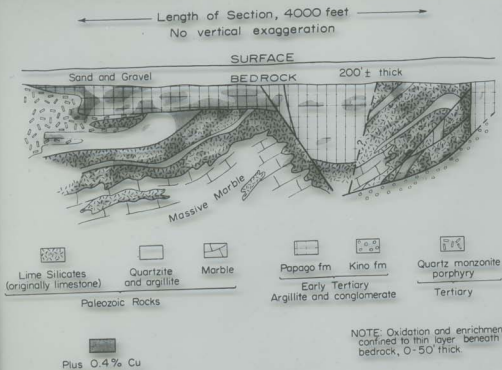 Length of Section, 4000 feet
No vertical exaggeration
SURFACE
Sand and Gravel
BEDROCK
200'± thick
?
Massive Marble
Lime Silicates
(originally limestone)
Quartzite
and argillite
Marble
Papago fm
Kino fm
Quartz monzonite
porphyry
Paleozoic Rocks
Early Tertiary
Argillite and conglomerate
Tertiary
Plus 0.4% Cu
NOTE: Oxidation and enrichmen
confined to thin layer beneath
bedrock, 0-50' thick.